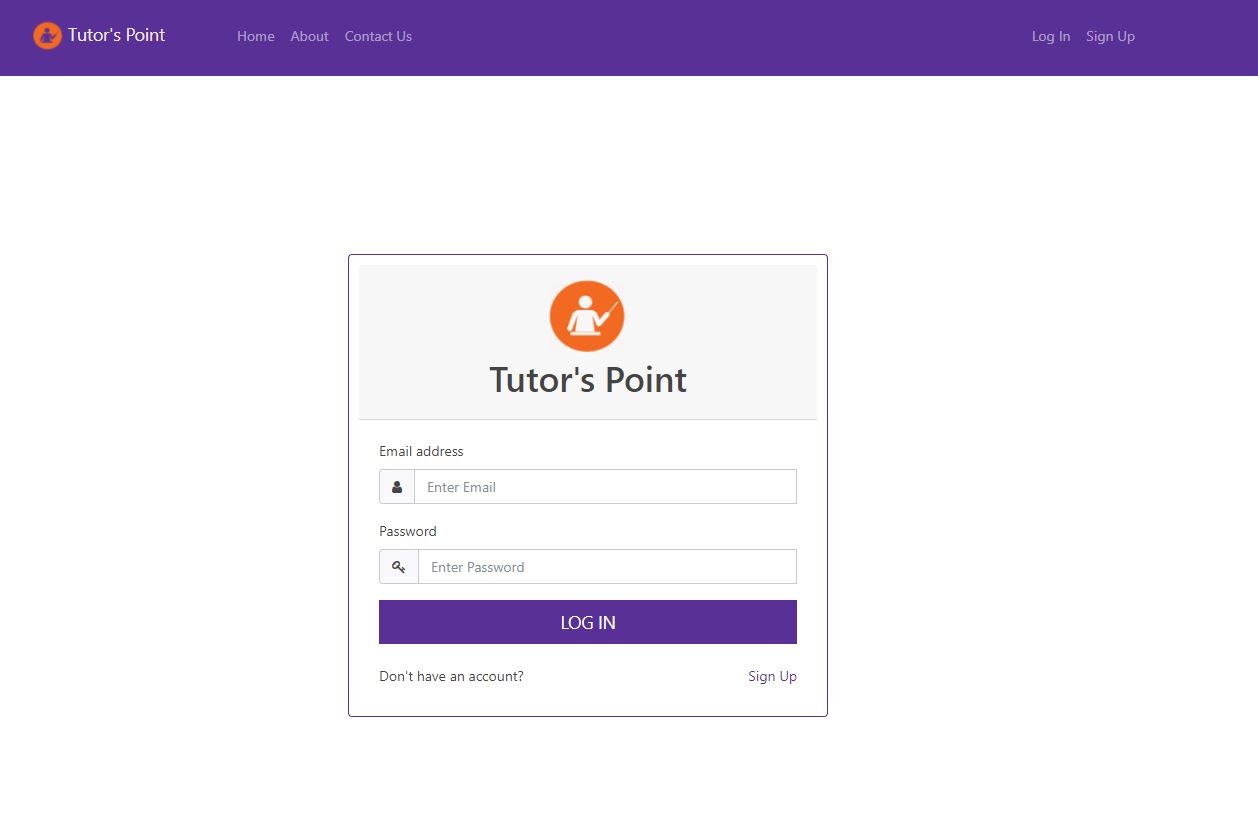 Tutor's Point Home About Contact Us Log In Sign Up
Tutor's Point
Email address
Enter Email
Password
Enter Password
LOG IN
Don't have an account? Sign Up